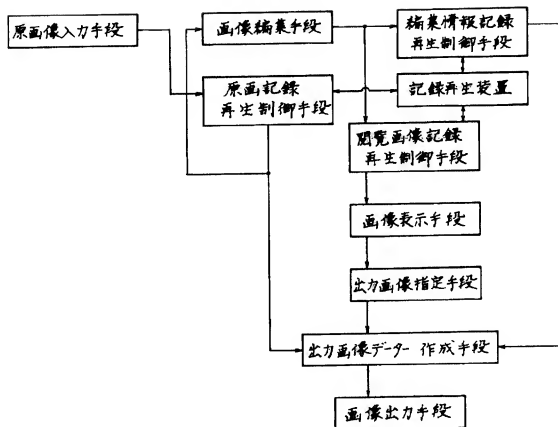 原画像入力手段
画像編集手段
編集情報記録
再生制御手段
原画記録
再生制御手段
記録再生装置
閲覧画像記録
再生制御手段
画像表示手段
出力画像指定手段
出力画像データー 作成手段
画像出力手段